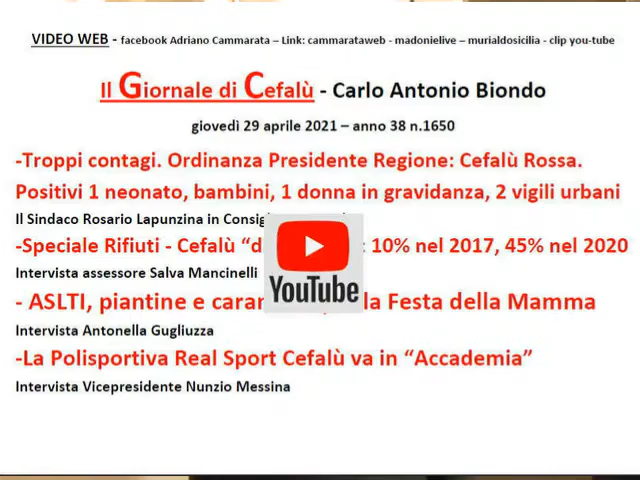 VIDEO WEB - facebook Adriano Cammarata – Link: cammarataweb - madonielive – murialdosicilia - clip you-tube
Il Giornale di Cefalù - Carlo Antonio Biondo
giovedì 29 aprile 2021 – anno 38 n.1650
-Troppi contagi. Ordinanza Presidente Regione: Cefalù Rossa.
Positivi 1 neonato, bambini, 1 donna in gravidanza, 2 vigili urbani
Il Sindaco Rosario Lapunzina in
-Speciale Rifiuti - Cefalù : 10% nel 2017, 45% nel 2020
Intervista assessore Salva Mancinelli
- ASLTI, piantine e la Festa della Mamma
Intervista Antonella Gugliuzza
-La Polisportiva Real Sport Cefalù va in “Accademia”
Intervista Vicepresidente Nunzio Messina
YouTube